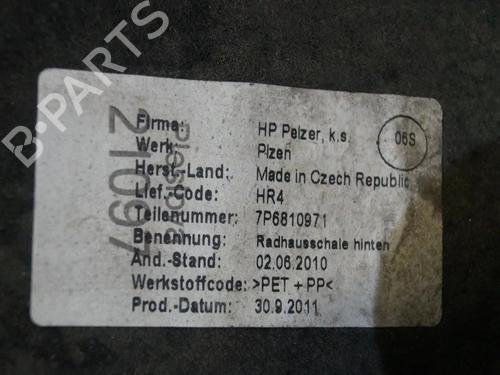 Firma: HP Pelzer, k.s. 06S
Werk: Plzen
Herst.-Land: Made in Czech Republic
Lief.-Code: HR4
Teilenummer: 7P6810971
Benennung: Radhausschale hinten
Änd.-Stand: 02.06.2010
Werkstoffcode: >PET + PP<
Prod.-Datum: 30.9.2011
21097
B-PARTS